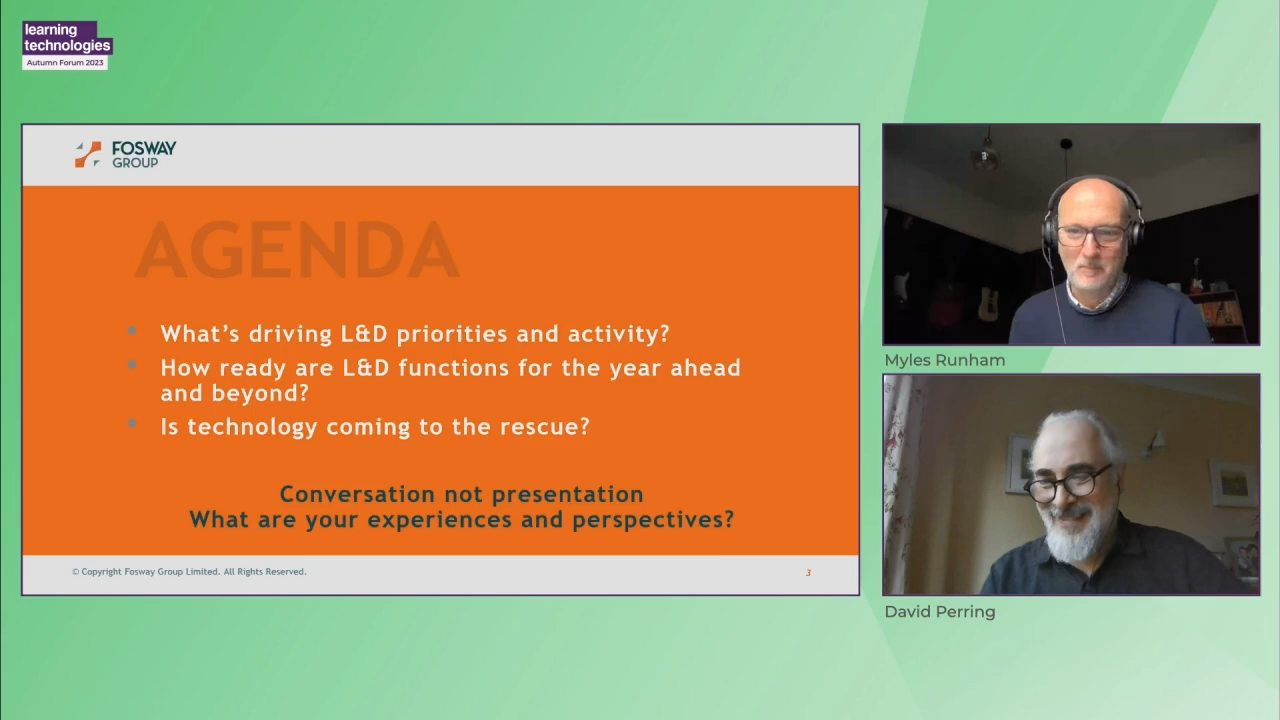 learning
technologies
Autumn Forum 2023
FOSWAY
GROUP
AGENDA
• What's driving L&D priorities and activity?
• How ready are L&D functions for the year ahead
and beyond?
• Is technology coming to the rescue?
Conversation not presentation
What are your experiences and perspectives?
© Copyright Fosway Group Limited. All Rights Reserved.
3
Myles Runham
David Perring